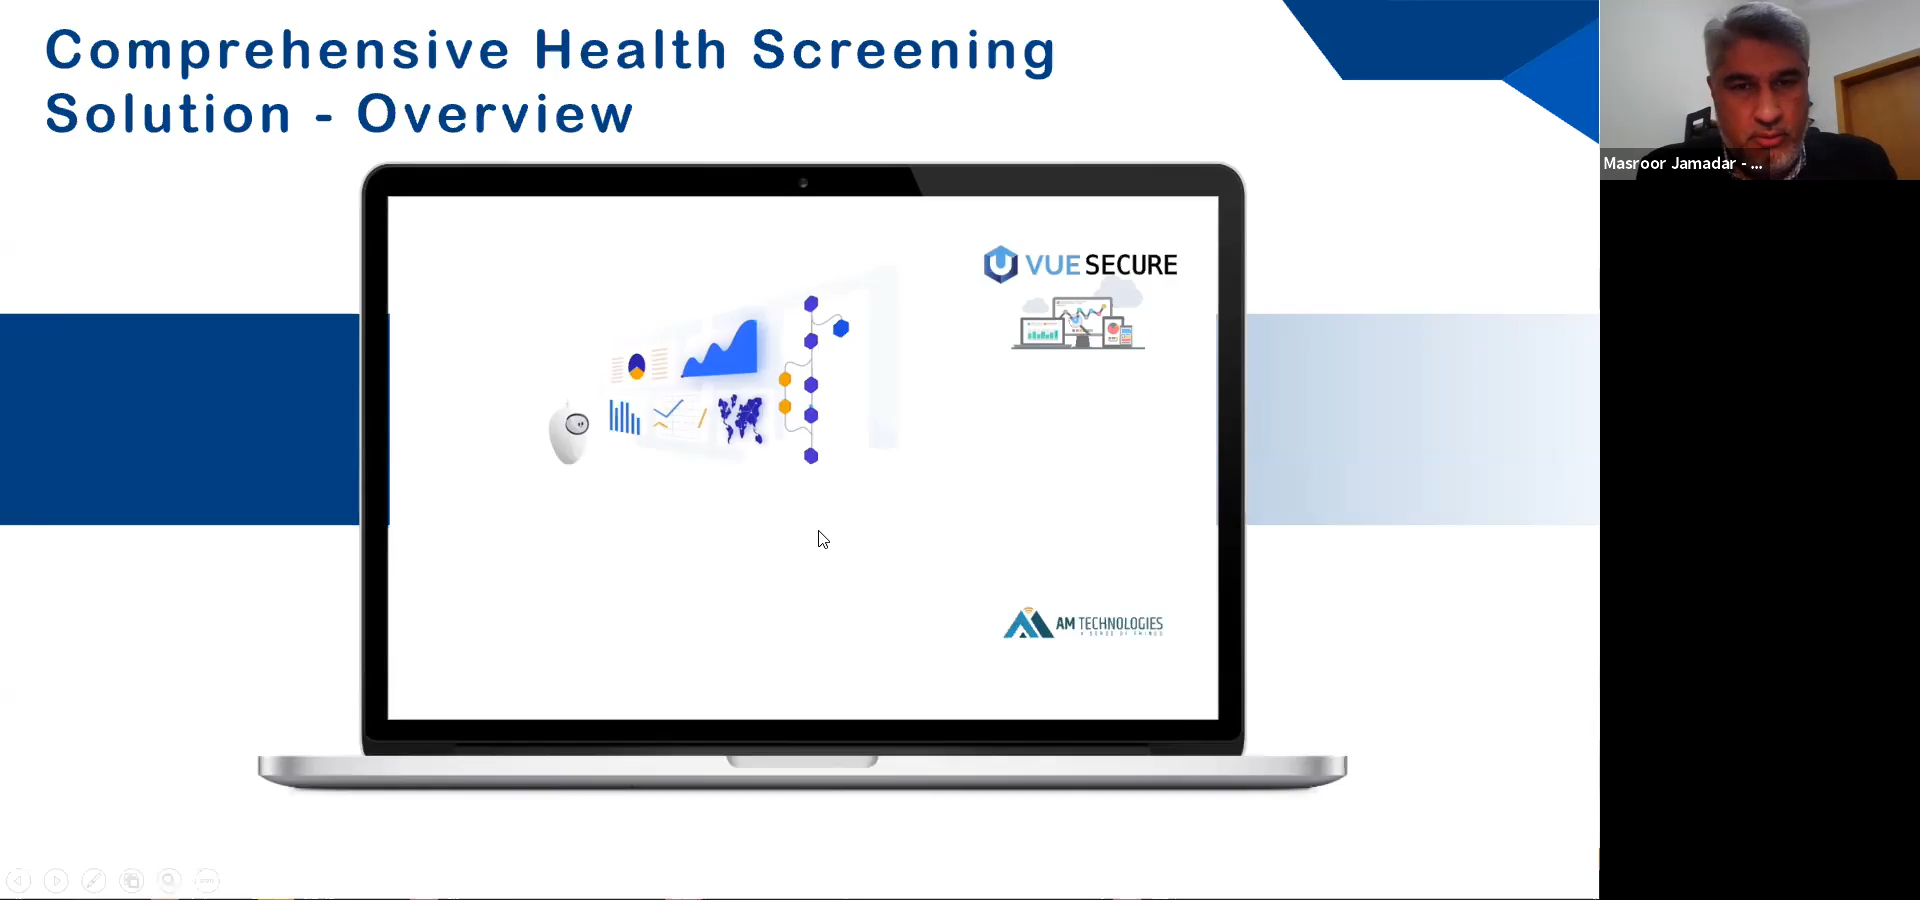 Comprehensive Health Screening
Solution - Overview
Masroor Jamadar - ...
VUE SECURE
AM TECHNOLOGIES